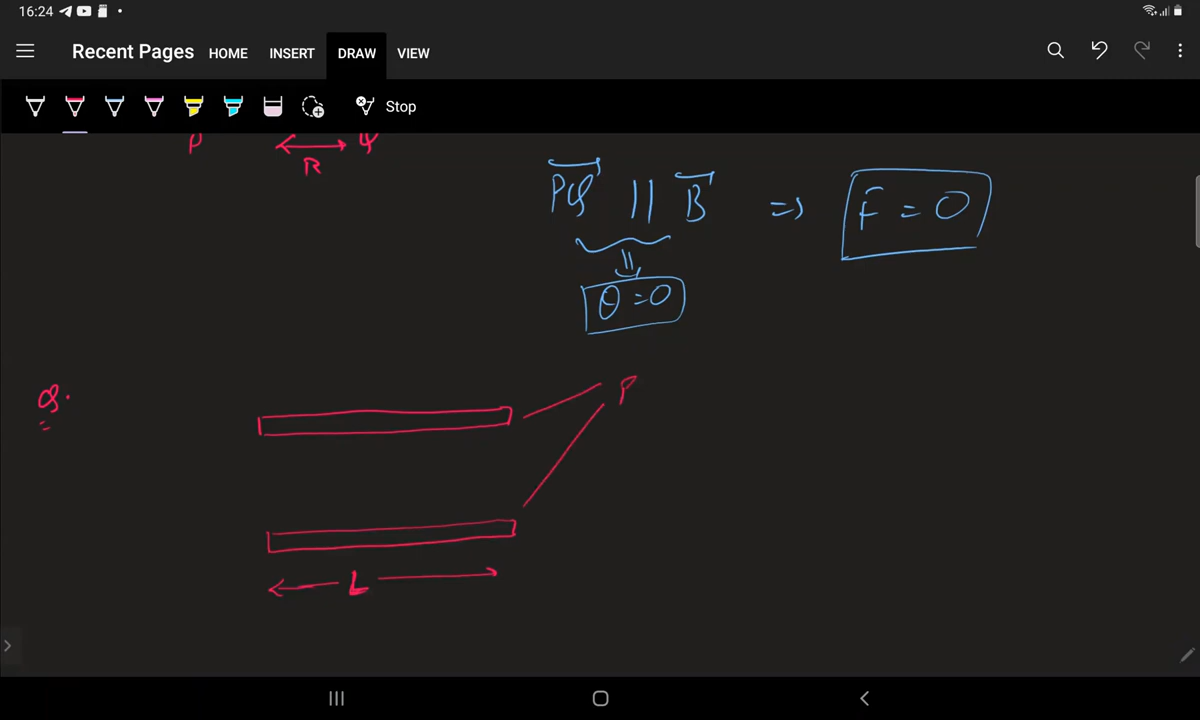 16:24
Recent Pages HOME INSERT DRAW VIEW
Stop
R
PQ || B => F = 0
θ = 0
Q.
P
L